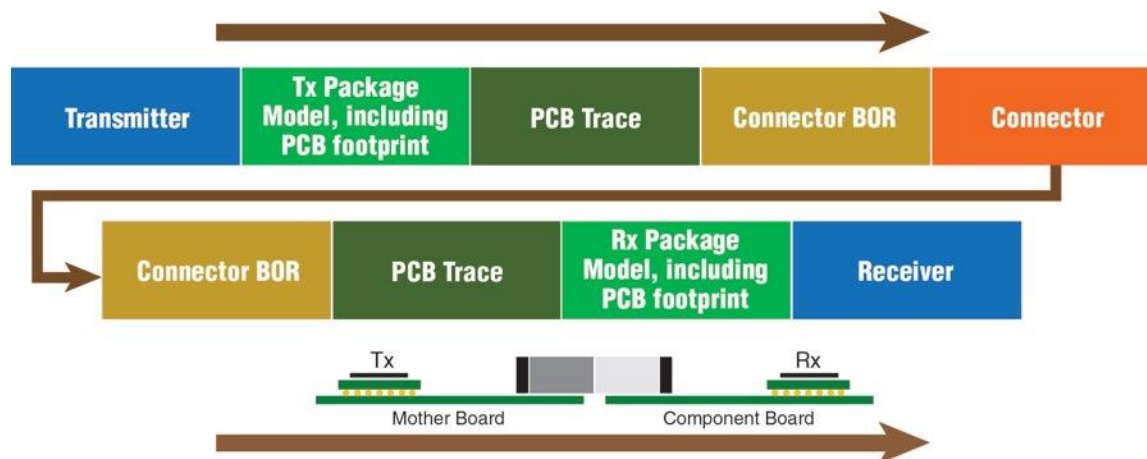 Transmitter
Tx Package
Model, including
PCB footprint
PCB Trace
Connector BOR
Connector
Connector BOR
PCB Trace
Rx Package
Model, including
PCB footprint
Receiver
Tx
Rx
Mother Board
Component Board